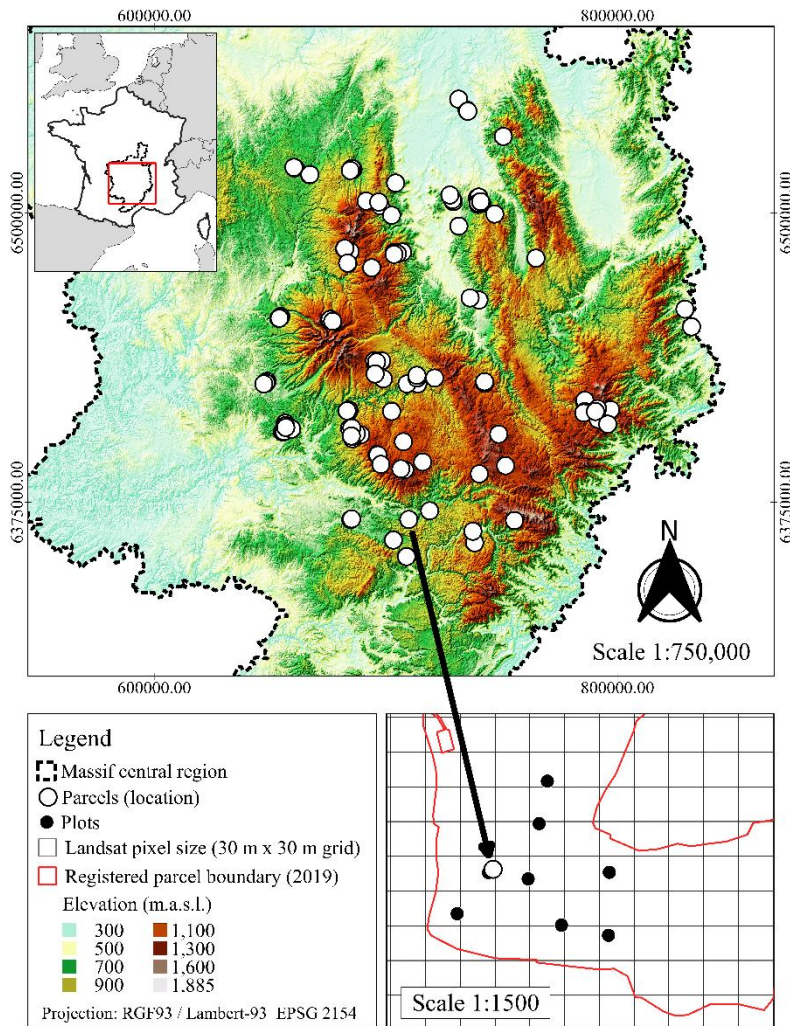 600000.00 800000.00
6500000.00 6500000.00
6375000.00 6375000.00
N
Scale 1:750,000
600000.00 800000.00
Legend
Massif central region
Parcels (location)
Plots
Landsat pixel size (30 m x 30 m grid)
Registered parcel boundary (2019)
Elevation (m.a.s.l.)
300 1,100
500 1,300
700 1,600
900 1,885
Projection: RGF93 / Lambert-93 EPSG 2154
Scale 1:1500